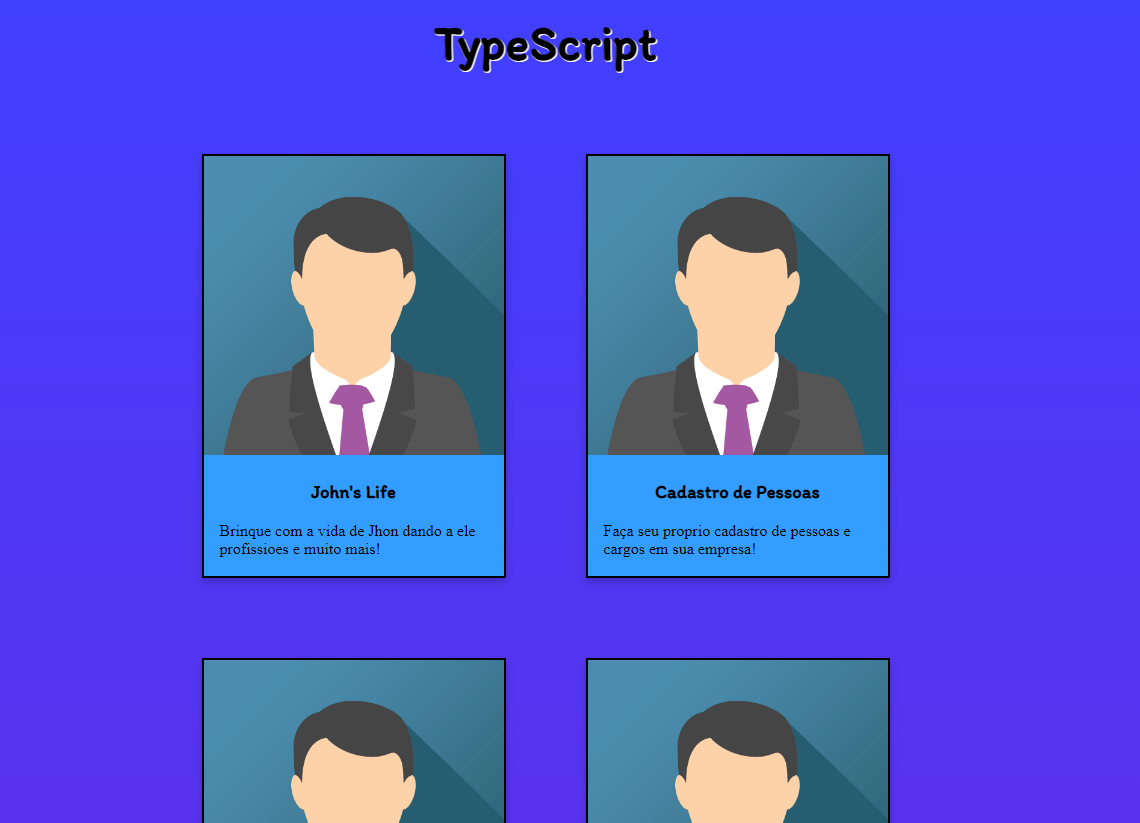 TypeScript
John's Life
Brinque com a vida de Jhon dando a ele
profissioes e muito mais!
Cadastro de Pessoas
Faça seu proprio cadastro de pessoas e
cargos em sua empresa!